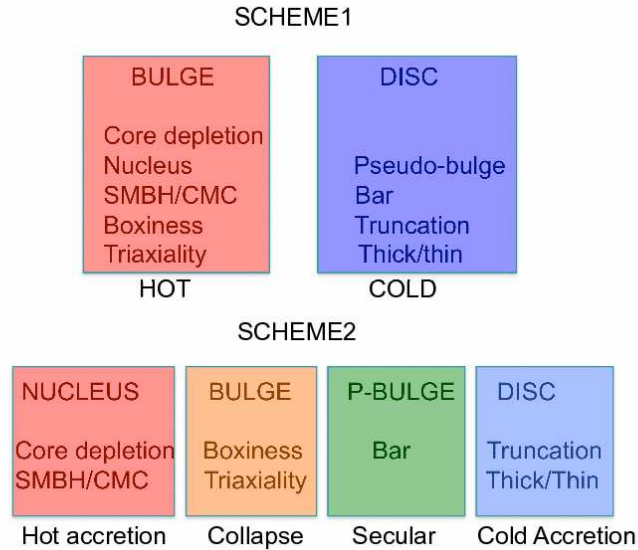 SCHEME1
BULGE
Core depletion
Nucleus
SMBH/CMC
Boxiness
Triaxiality
HOT
DISC
Pseudo-bulge
Bar
Truncation
Thick/thin
COLD
SCHEME2
NUCLEUS
Core depletion
SMBH/CMC
Hot accretion
BULGE
Boxiness
Triaxiality
Collapse
P-BULGE
Bar
Secular
DISC
Truncation
Thick/Thin
Cold Accretion